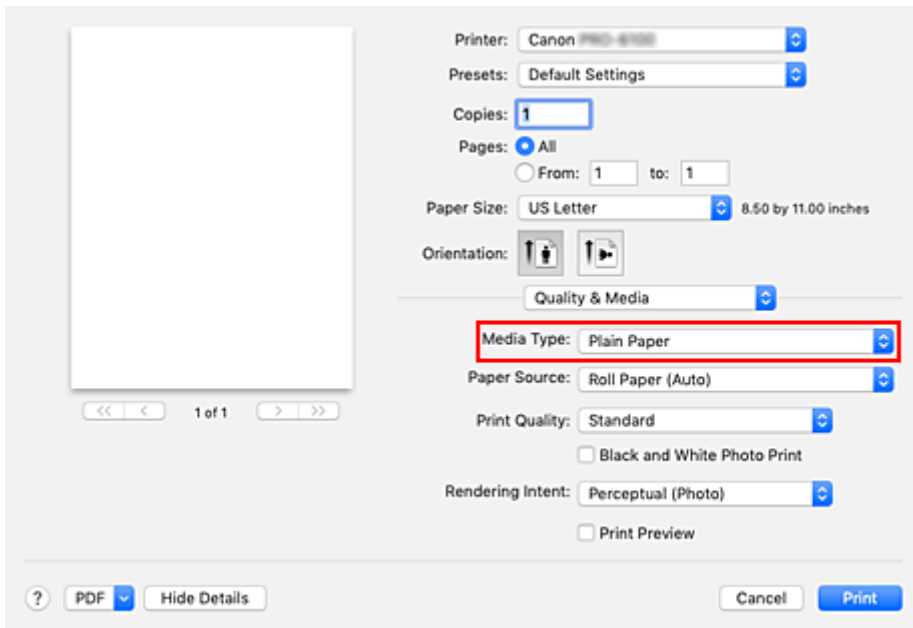 Printer: Canon
Presets: Default Settings
Copies: 1
Pages: All
From: 1 to: 1
Paper Size: US Letter 8.50 by 11.00 inches
Orientation:
Quality & Media
Media Type: Plain Paper
Paper Source: Roll Paper (Auto)
<< < 1 of 1 > >>
Print Quality: Standard
Black and White Photo Print
Rendering Intent: Perceptual (Photo)
Print Preview
? PDF Hide Details Cancel Print